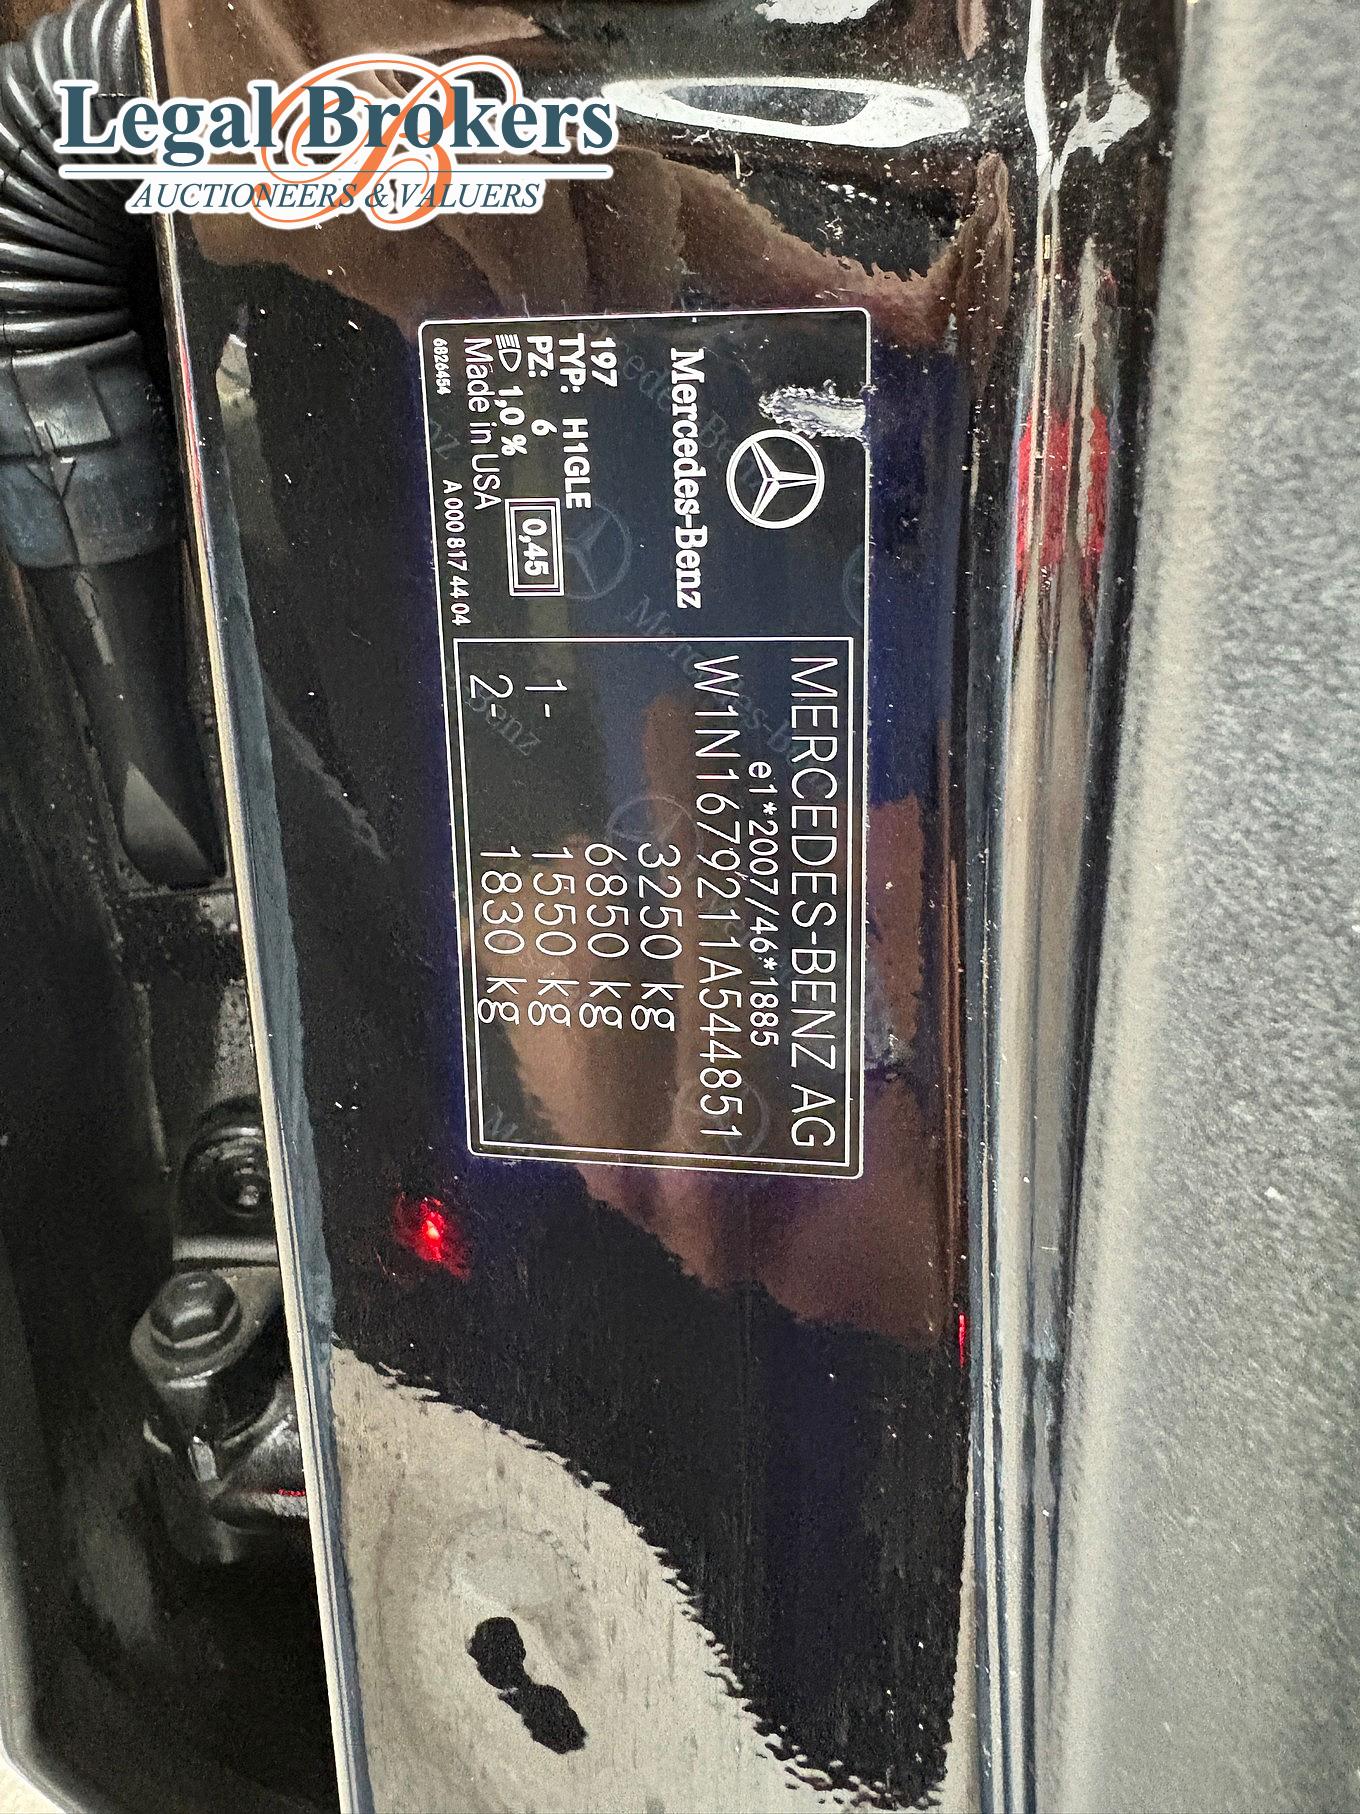 Legal Brokers
AUCTIONEERS & VALUERS
Mercedes-Benz
197
TYP: H1GLE
PZ: 6
1,0 %
0,45
Made in USA
6826454 A 000 817 44 04
MERCEDES-BENZ AG
e1*2007/46*1885
W1N1679211A544851
3250 kg
6850 kg
1- 1550 kg
2- 1830 kg